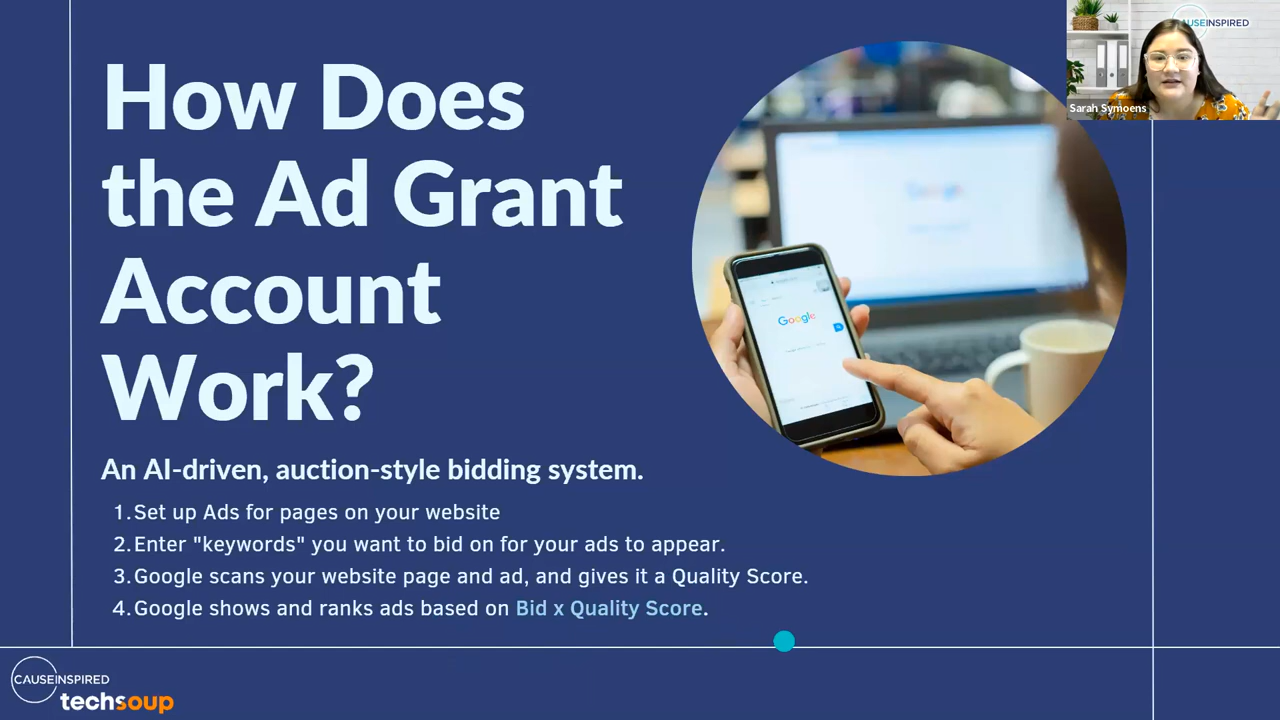 How Does
the Ad Grant
Account
Work?
An AI-driven, auction-style bidding system.
1. Set up Ads for pages on your website
2. Enter "keywords" you want to bid on for your ads to appear.
3. Google scans your website page and ad, and gives it a Quality Score.
4. Google shows and ranks ads based on Bid x Quality Score.
Google
AUSEINSPIRED
Sarah Symoens
CAUSEINSPIRED
techsoup